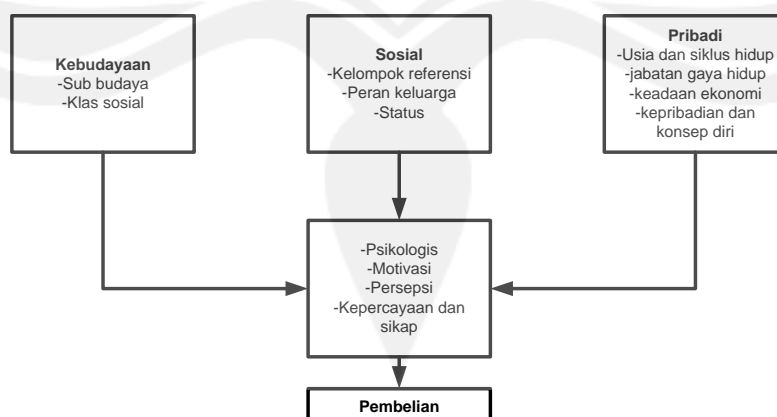 Kebudayaan
-Sub budaya
-Klas sosial
Sosial
-Kelompok referensi
-Peran keluarga
-Status
Pribadi
-Usia dan siklus hidup
-jabatan gaya hidup
-keadaan ekonomi
-kepribadian dan
konsep diri
-Psikologis
-Motivasi
-Persepsi
-Kepercayaan dan
sikap
Pembelian